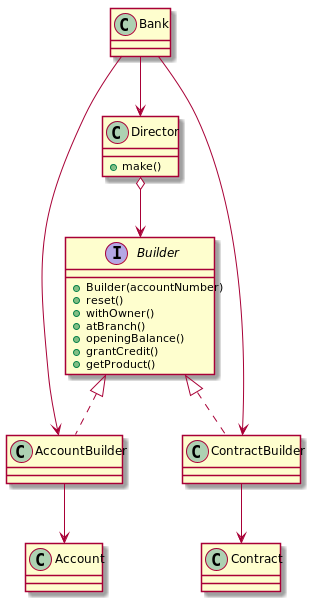 C Bank
C Director
make()
I Builder
Builder(accountNumber)
reset()
withOwner()
atBranch()
openingBalance()
grantCredit()
getProduct()
C AccountBuilder
C ContractBuilder
C Account
C Contract